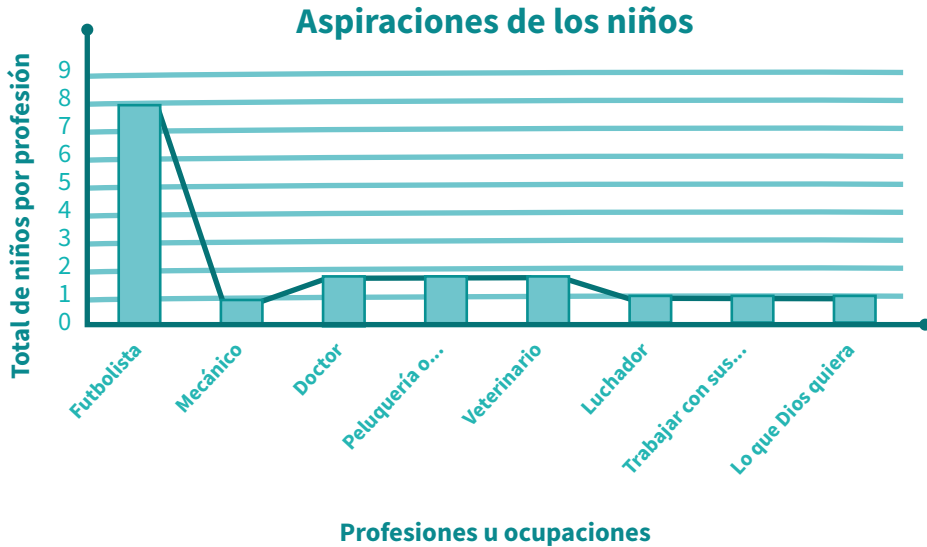 Aspiraciones de los niños
Total de niños por profesión
9
8
7
6
5
4
3
2
1
0
Futbolista
Mecánico
Doctor
Peluquería o...
Veterinario
Luchador
Trabajar con sus...
Lo que Dios quiera
Profesiones u ocupaciones